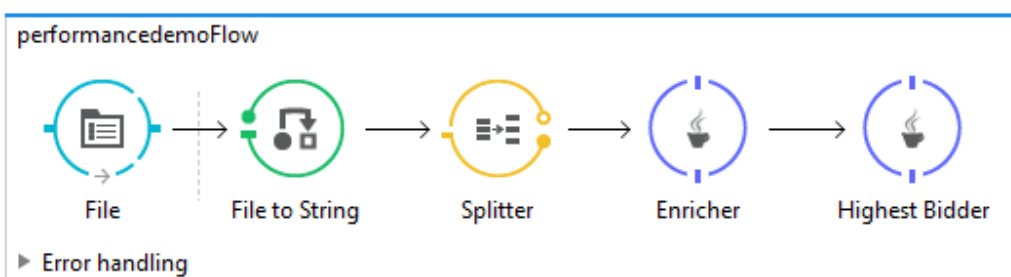 performancedemoFlow
File
File to String
Splitter
Enricher
Highest Bidder
Error handling